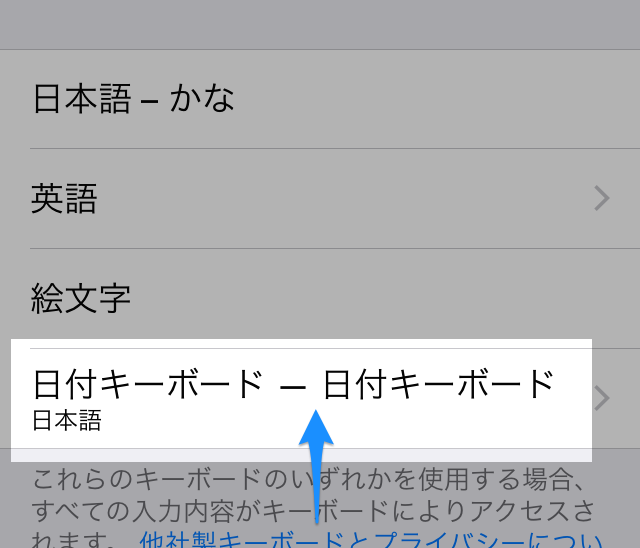 日本語 – かな
英語
絵文字
日付キーボード — 日付キーボード
日本語
これらのキーボードのいずれかを使用する場合、
すべての入力内容がキーボードによりアクセスさ
れます。他社製キーボードとプライバシーについ